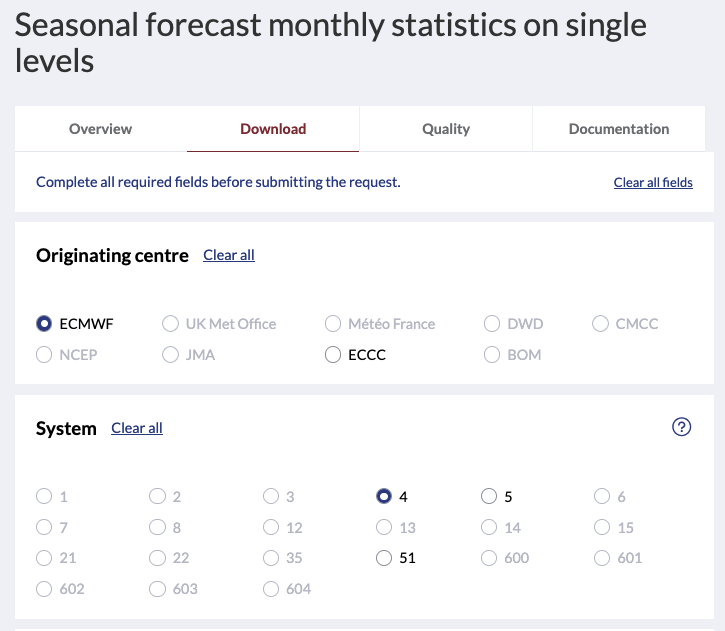 Seasonal forecast monthly statistics on single
levels
Overview Download Quality Documentation
Complete all required fields before submitting the request. Clear all fields
Originating centre Clear all
ECMWF UK Met Office Météo France DWD CMCC
NCEP JMA ECCC BOM
System Clear all ?
1 2 3 4 5 6
7 8 12 13 14 15
21 22 35 51 600 601
602 603 604